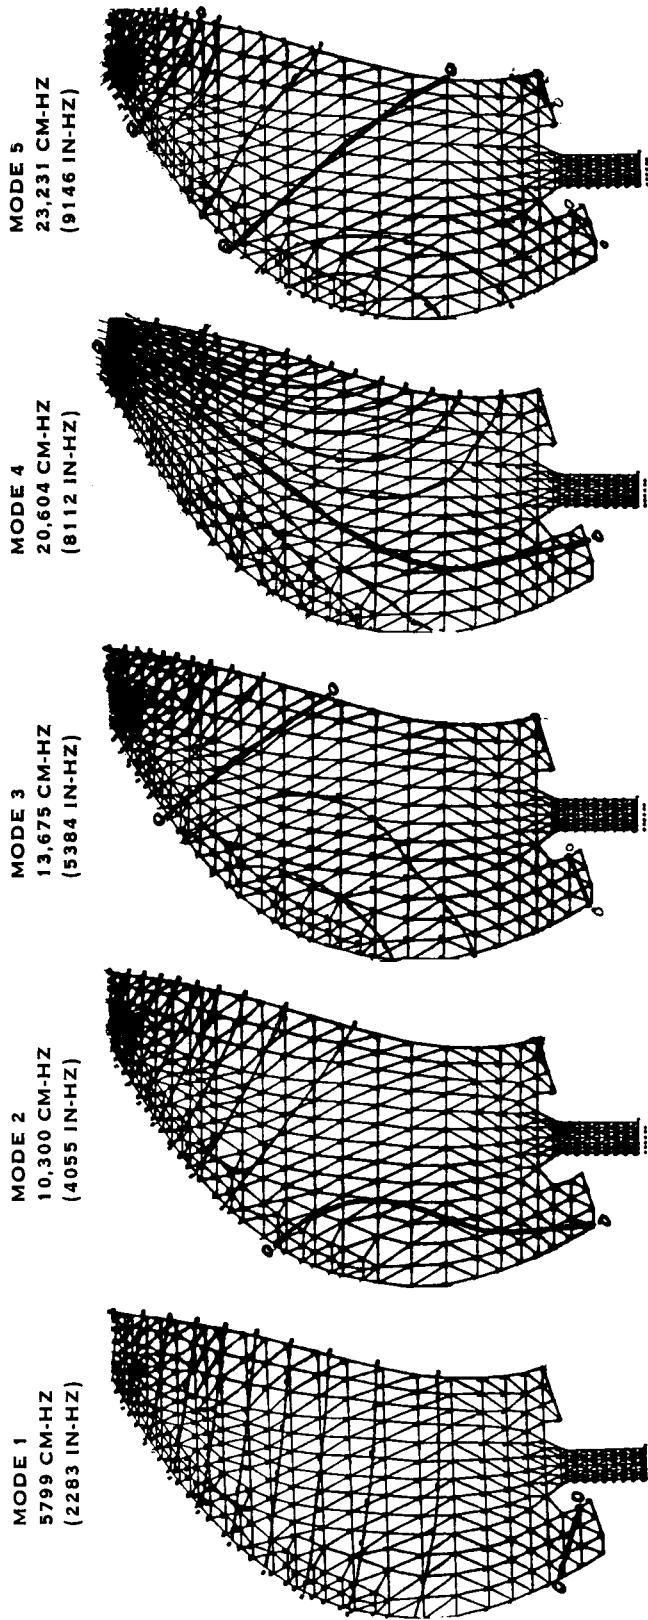 MODE 1
5799 CM-HZ
(2283 IN-HZ)
MODE 2
10,300 CM-HZ
(4055 IN-HZ)
MODE 3
13,675 CM-HZ
(5384 IN-HZ)
MODE 4
20,604 CM-HZ
(8112 IN-HZ)
MODE 5
23,231 CM-HZ
(9146 IN-HZ)